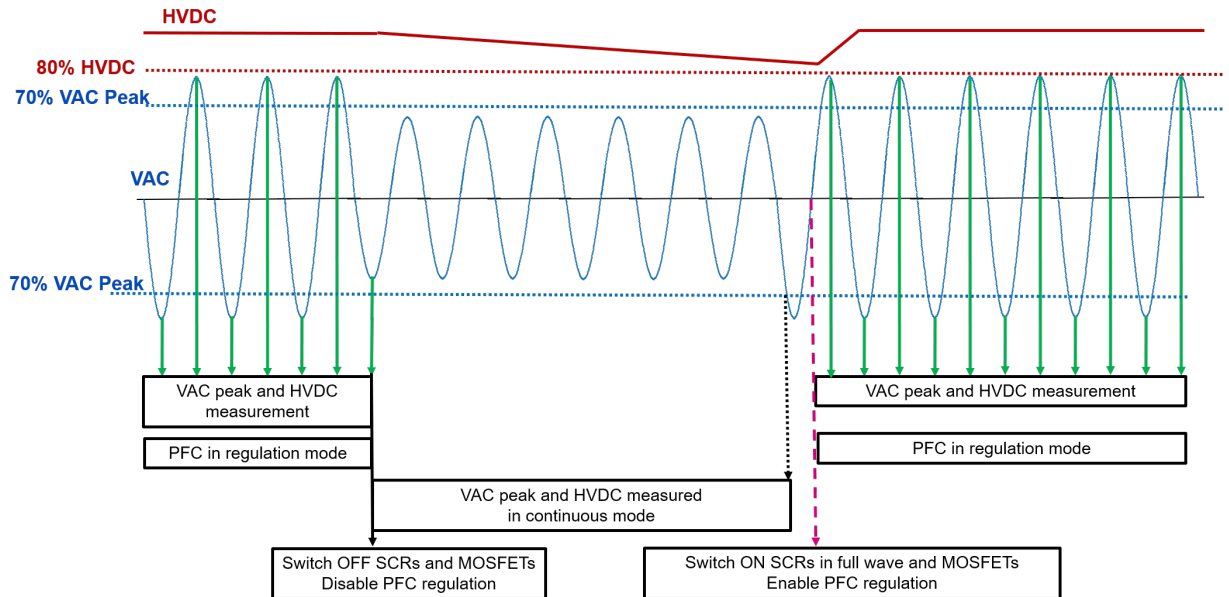 HVDC
80% HVDC
70% VAC Peak
VAC
70% VAC Peak
VAC peak and HVDC
measurement
VAC peak and HVDC measurement
PFC in regulation mode
PFC in regulation mode
VAC peak and HVDC measured
in continuous mode
Switch OFF SCRs and MOSFETs
Disable PFC regulation
Switch ON SCRs in full wave and MOSFETs
Enable PFC regulation